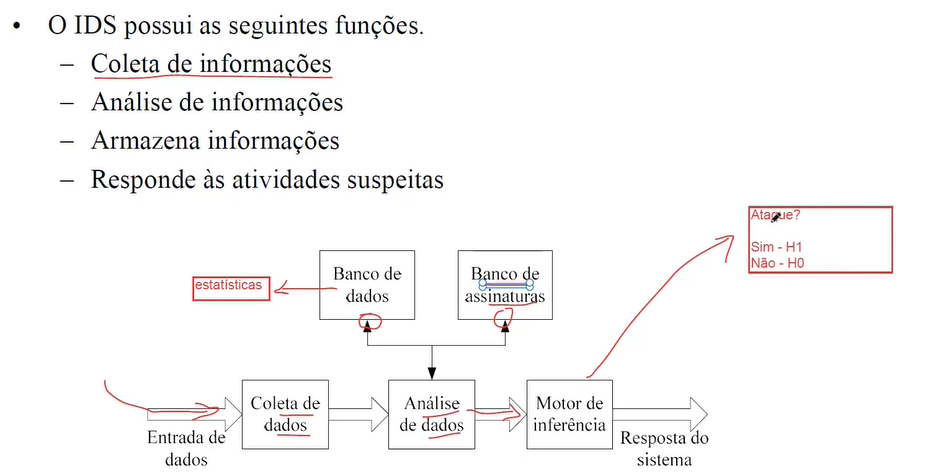 • O IDS possui as seguintes funções.
– Coleta de informações
– Análise de informações
– Armazena informações
– Responde às atividades suspeitas
Ataque?
Sim - H1
Não - H0
estatísticas
Banco de
dados
Banco de
assinaturas
Coleta de
dados
Análise
de dados
Motor de
inferência
Entrada de
dados
Resposta do
sistema